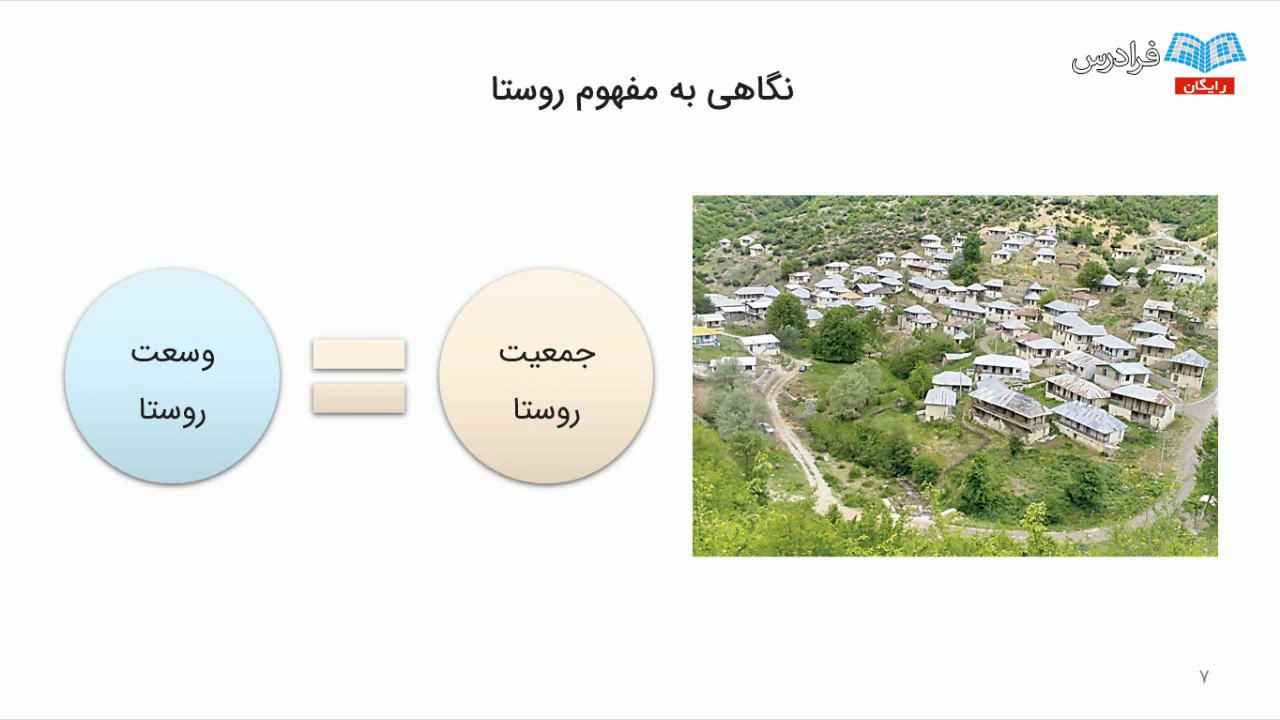 فرادرس
رایگان
نگاهی به مفهوم روستا
جمعیت
روستا
وسعت
روستا
۷